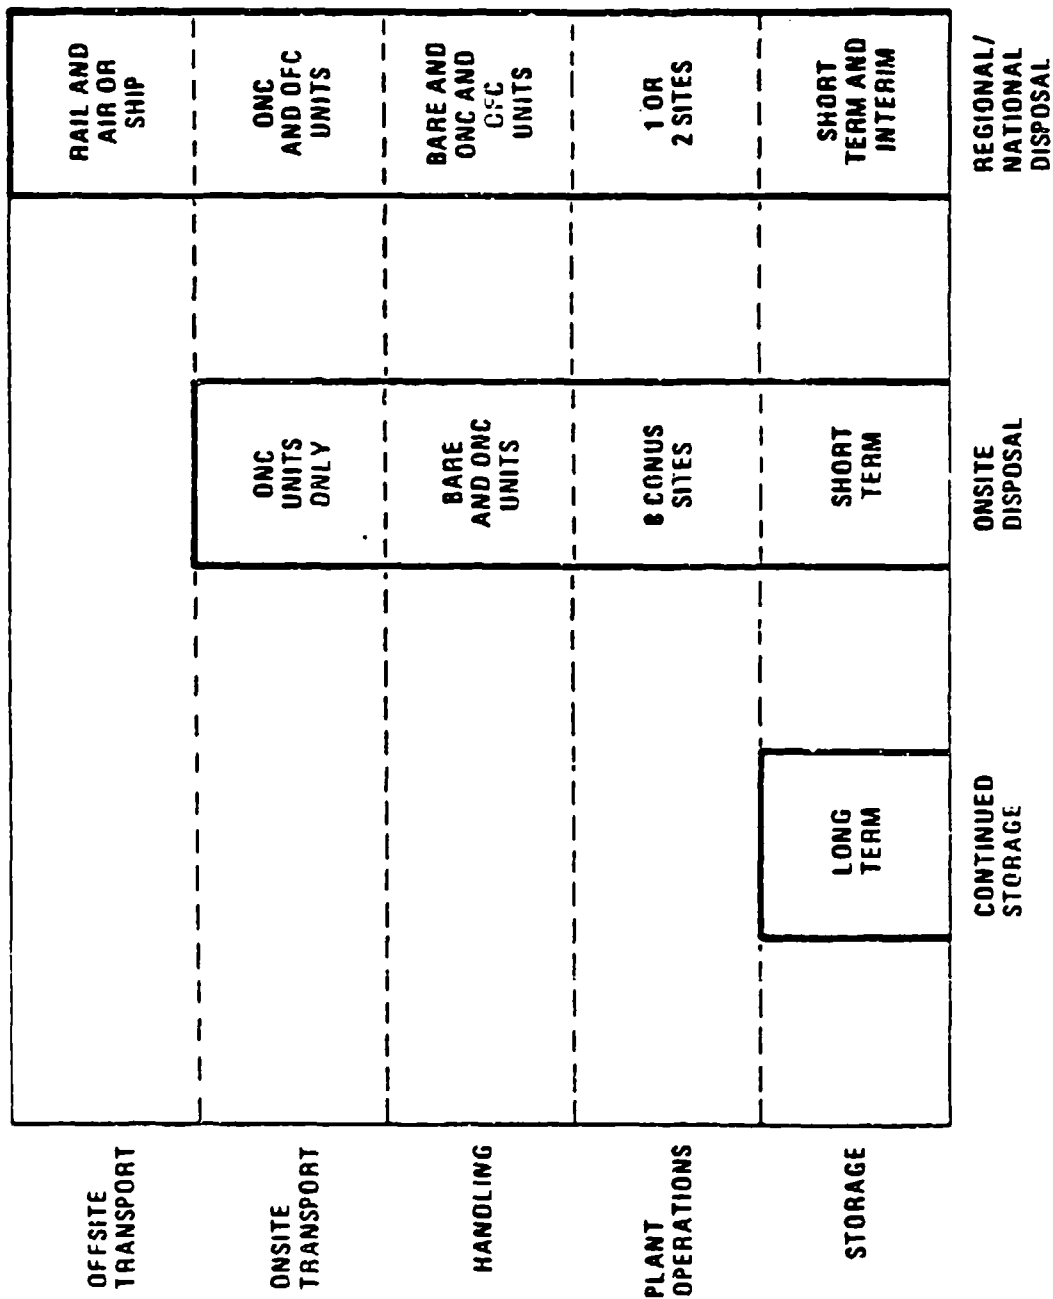 OFFSITE
TRANSPORT
RAIL AND
AIR OR
SHIP
ONSITE
TRANSPORT
ONC
UNITS
ONLY
ONC
AND OFC
UNITS
HANDLING
BARE
AND ONC
UNITS
BARE AND
ONC AND
OFC
UNITS
PLANT
OPERATIONS
8 CONUS
SITES
1 OR
2 SITES
STORAGE
LONG
TERM
SHORT
TERM
SHORT
TERM AND
INTERIM
CONTINUED
STORAGE
ONSITE
DISPOSAL
REGIONAL/
NATIONAL
DISPOSAL